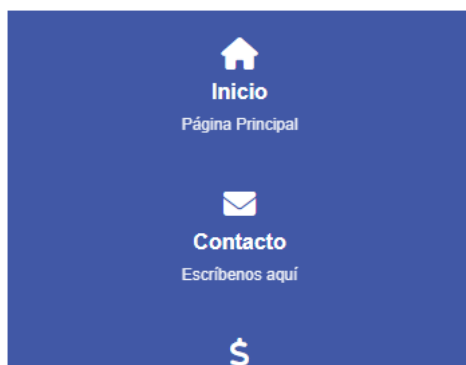 Inicio
Página Principal
Contacto
Escríbenos aquí
$